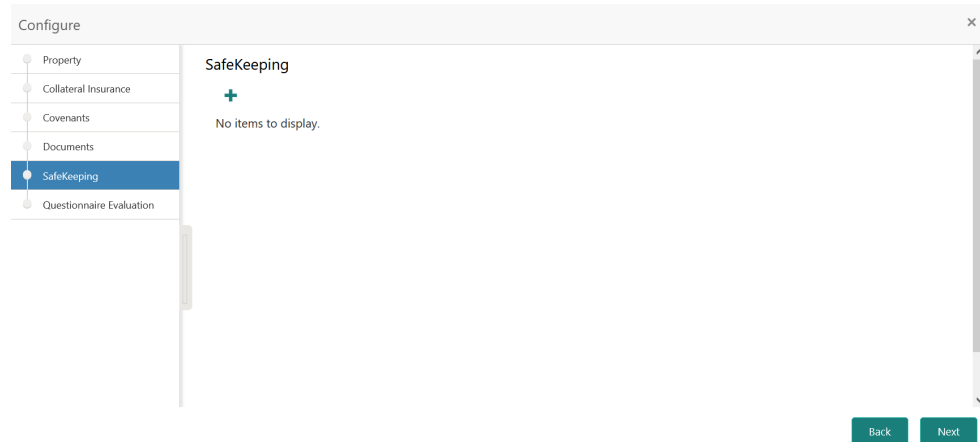 Configure
Property
Collateral Insurance
Covenants
Documents
SafeKeeping
Questionnaire Evaluation
SafeKeeping
No items to display.
Back
Next